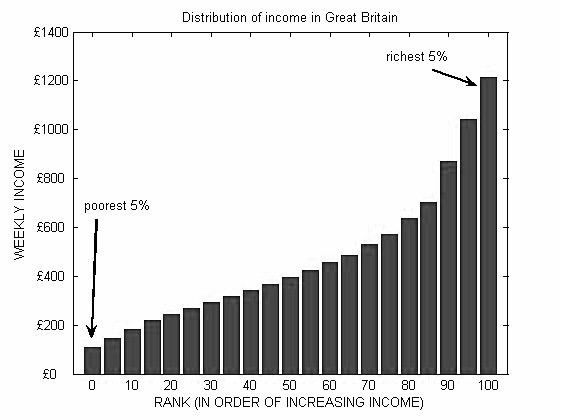 Distribution of income in Great Britain
£1400
£1200
£1000
£800
£600
£400
£200
£0
WEEKLY INCOME
richest 5%
poorest 5%
0 10 20 30 40 50 60 70 80 90 100
RANK (IN ORDER OF INCREASING INCOME)